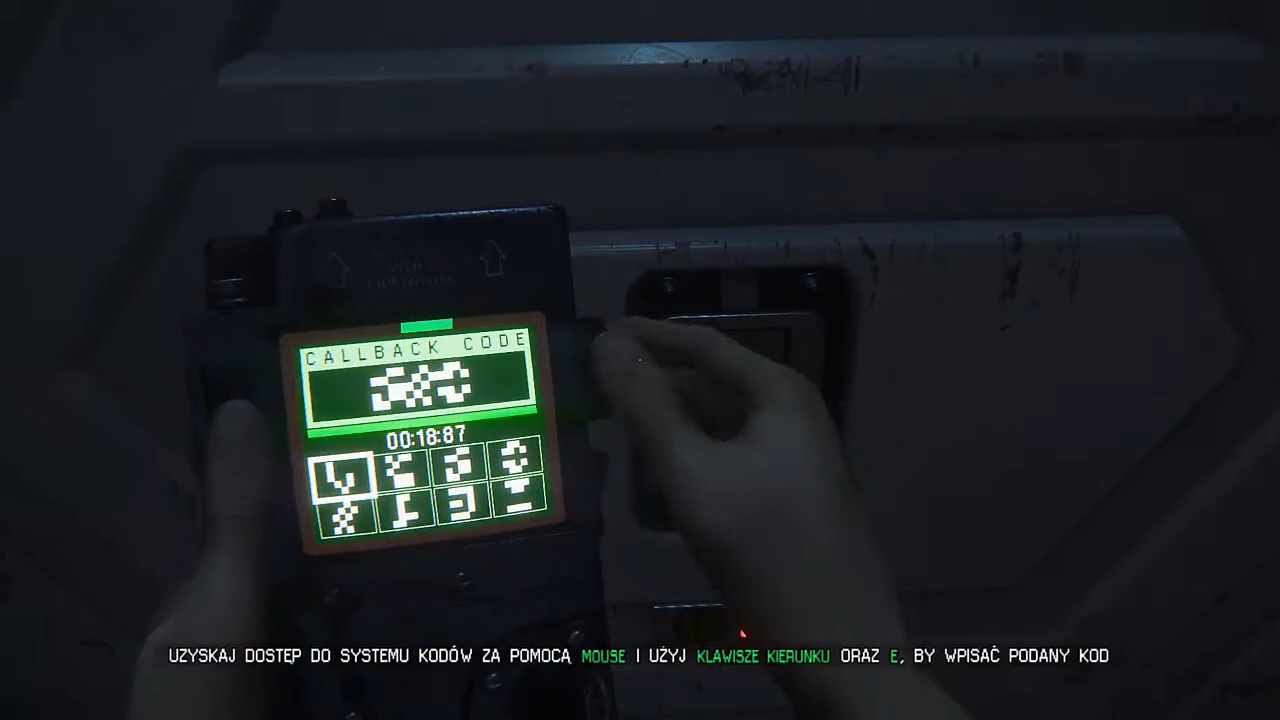 CALLBACK CODE
00:18:87
UZYSKAJ DOSTĘP DO SYSTEMU KODÓW ZA POMOCĄ MOUSE I UŻYJ KLAWISZE KIERUNKU ORAZ E, BY WPISAĆ PODANY KOD